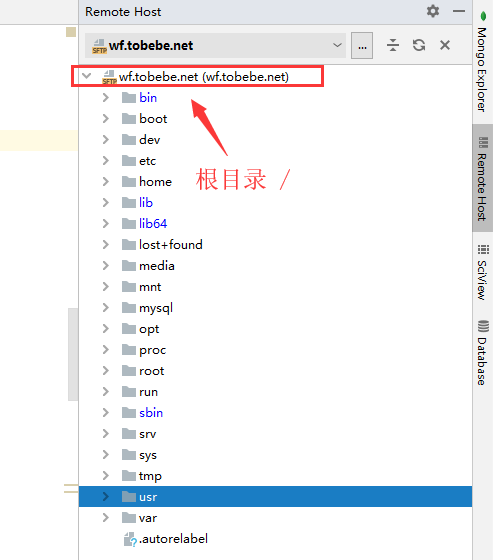 Remote Host
SFTP wf.tobebe.net
...
SFTP wf.tobebe.net (wf.tobebe.net)
bin
boot
dev
etc
home
lib
lib64
lost+found
media
mnt
mysql
opt
proc
root
run
sbin
srv
sys
tmp
usr
var
.autorelabel
根目录 /
Mongo Explorer
Remote Host
SciView
Database